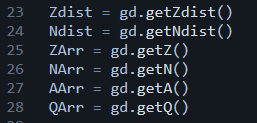 23 Zdist = gd.getZdist()
24 Ndist = gd.getNdist()
25 ZArr = gd.getZ()
26 NArr = gd.getN()
27 AArr = gd.getA()
28 QArr = gd.getQ()